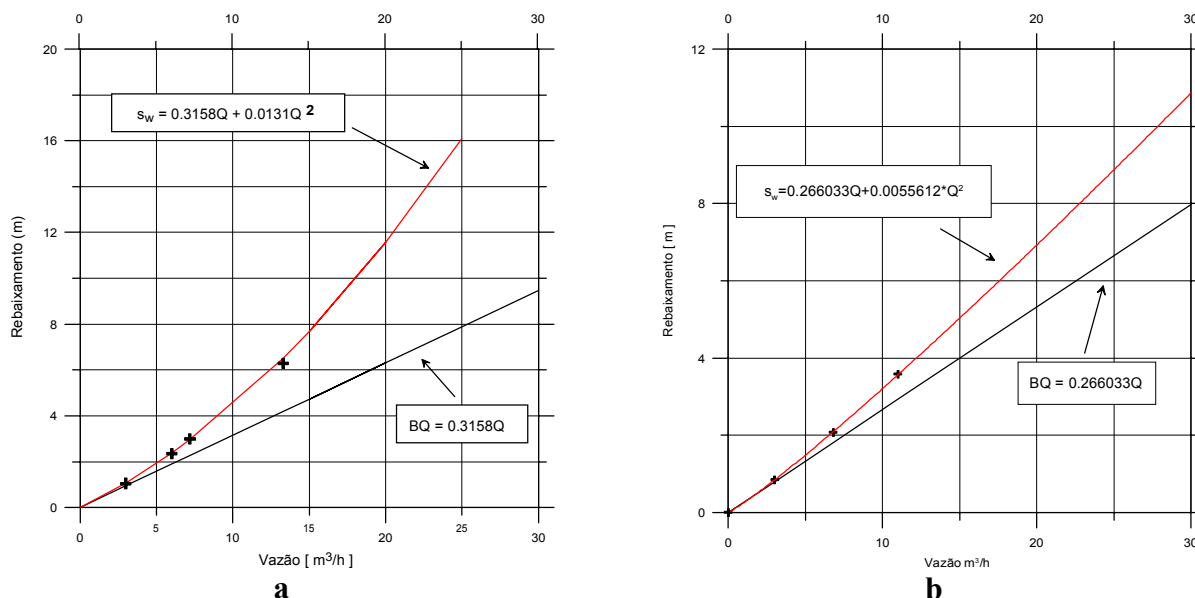 0 10 20 30
20
16
12
8
4
0
Rebaixamento (m)
s_w = 0.3158Q + 0.0131Q ²
BQ = 0.3158Q
0 5 10 15 20 25 30
Vazão [ m³/h ]
a
0 10 20 30
12
8
4
0
Rebaixamento [ m ]
s_w=0.266033Q+0.0055612*Q²
BQ = 0.266033Q
0 10 20 30
Vazão m³/h
b